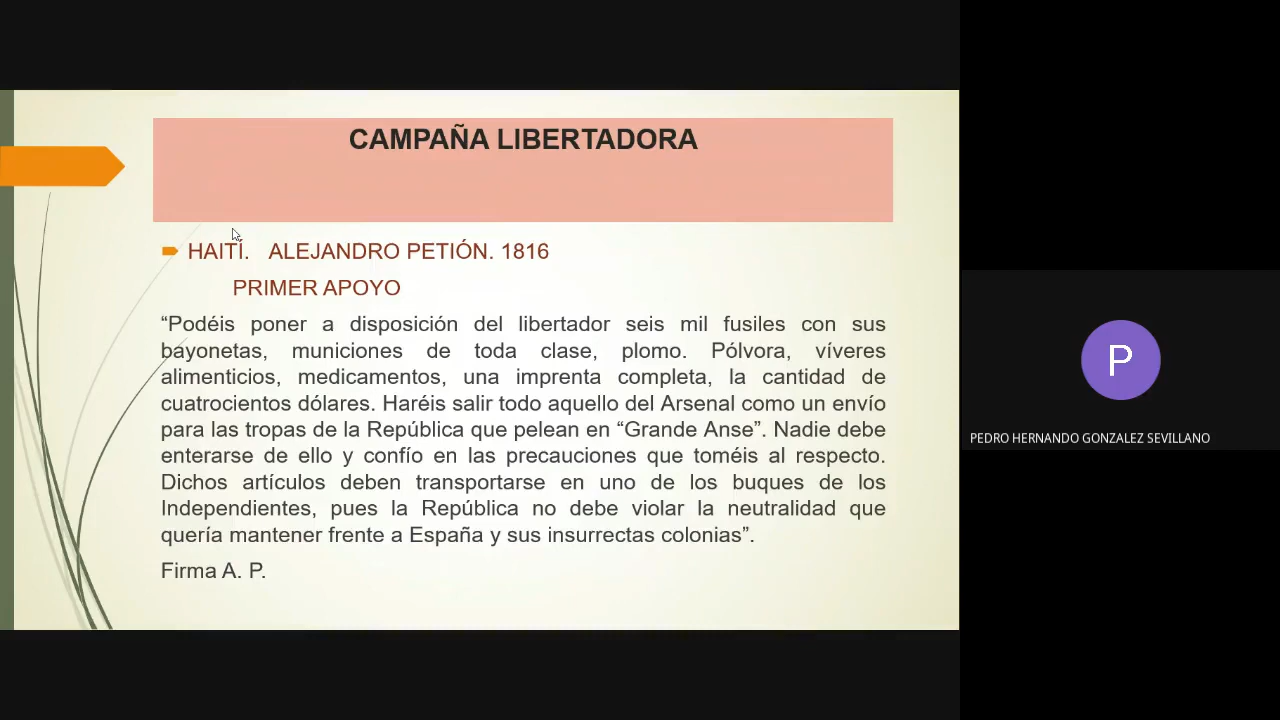 CAMPAÑA LIBERTADORA
HAITÍ. ALEJANDRO PETIÓN. 1816
PRIMER APOYO
“Podéis poner a disposición del libertador seis mil fusiles con sus
bayonetas, municiones de toda clase, plomo. Pólvora, víveres
alimenticios, medicamentos, una imprenta completa, la cantidad de
cuatrocientos dólares. Haréis salir todo aquello del Arsenal como un envío
para las tropas de la República que pelean en “Grande Anse”. Nadie debe
enterarse de ello y confío en las precauciones que toméis al respecto.
Dichos artículos deben transportarse en uno de los buques de los
Independientes, pues la República no debe violar la neutralidad que
quería mantener frente a España y sus insurrectas colonias”.
Firma A. P.
P
PEDRO HERNANDO GONZALEZ SEVILLANO